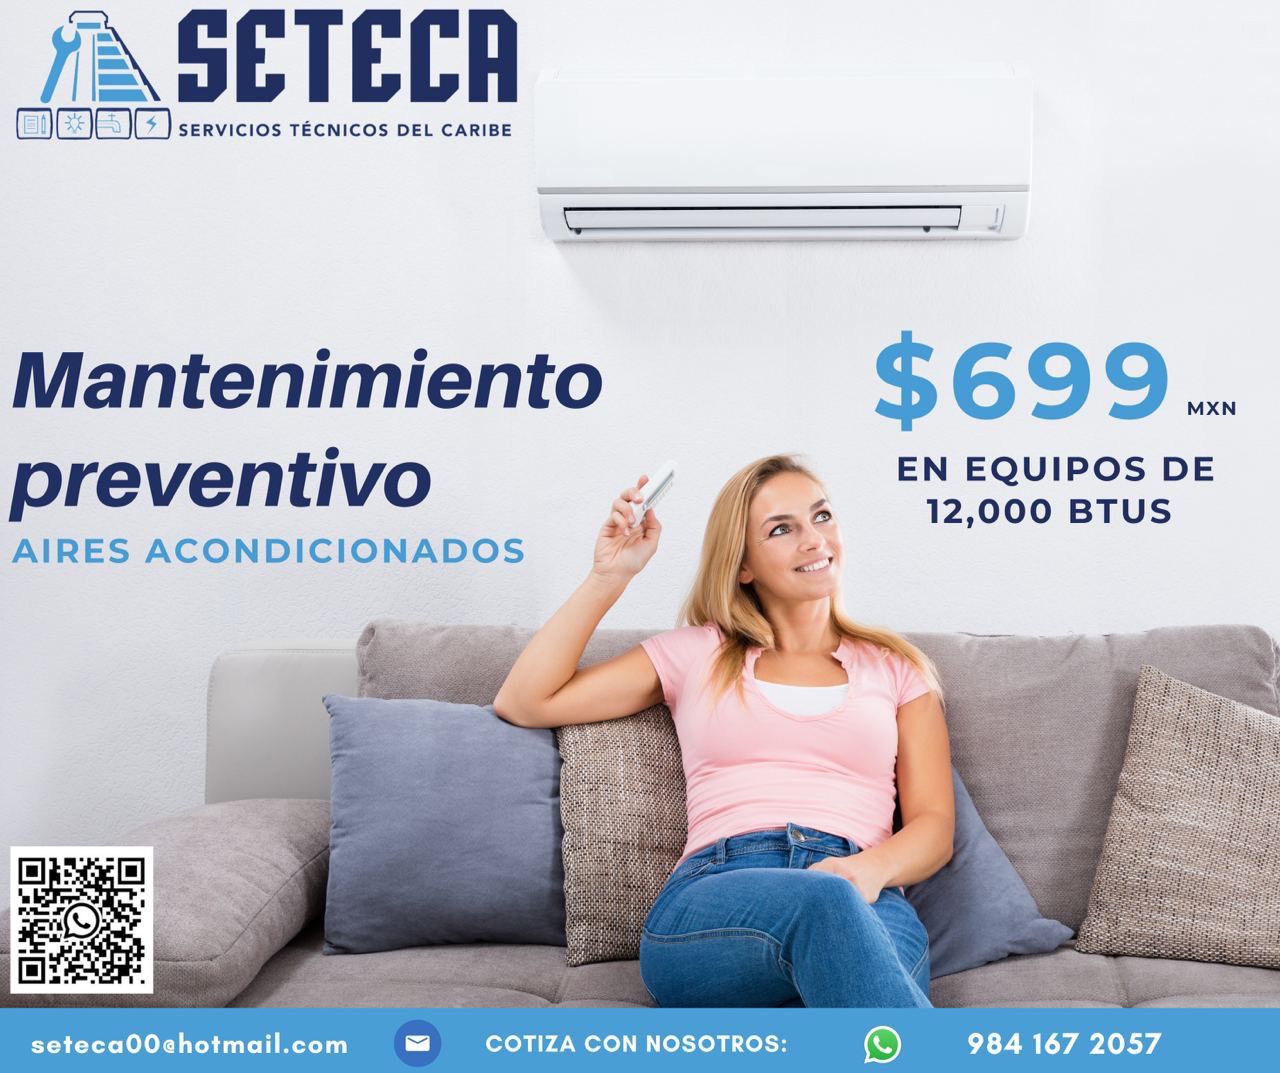 SETECA
SERVICIOS TÉCNICOS DEL CARIBE
Mantenimiento
preventivo
AIRES ACONDICIONADOS
$699 MXN
EN EQUIPOS DE
12,000 BTUS
seteca00@hotmail.com
COTIZA CON NOSOTROS:
984 167 2057